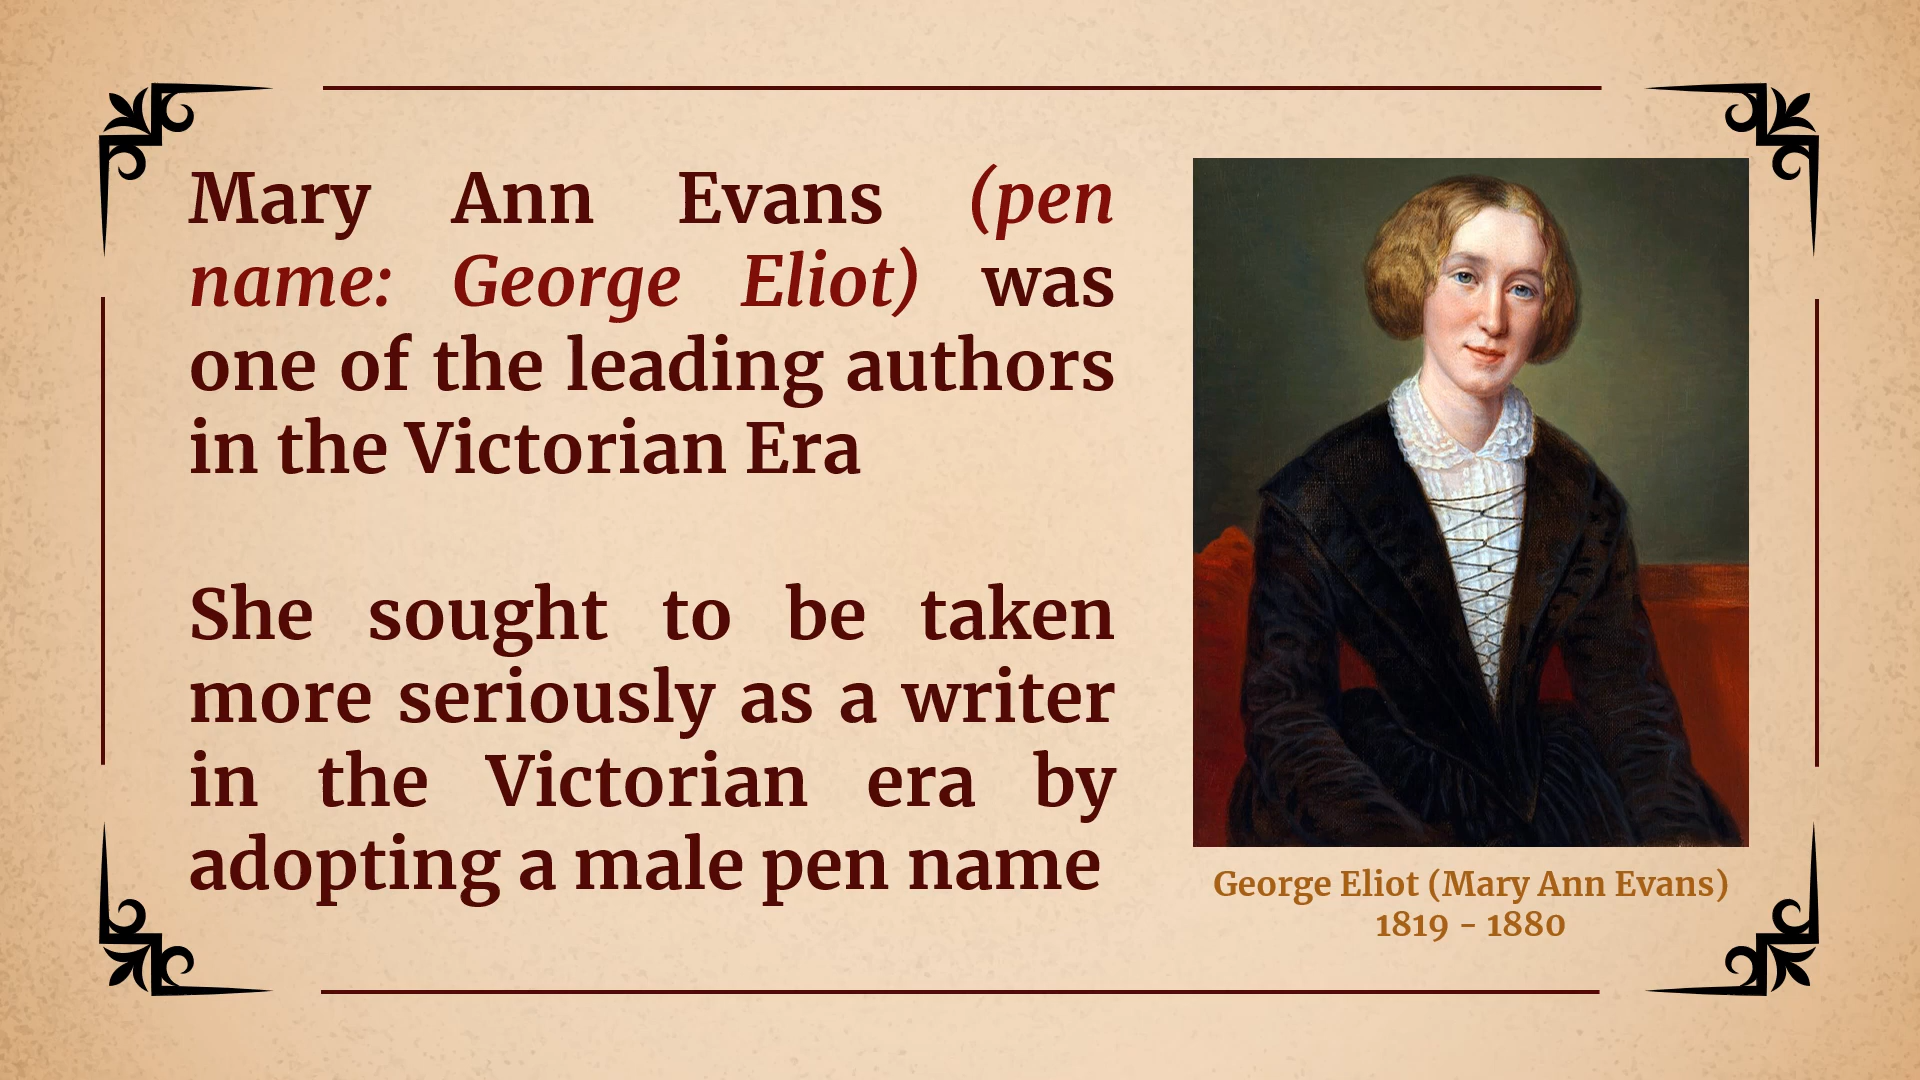 Mary Ann Evans (pen
name: George Eliot) was
one of the leading authors
in the Victorian Era
She sought to be taken
more seriously as a writer
in the Victorian era by
adopting a male pen name
George Eliot (Mary Ann Evans)
1819 - 1880